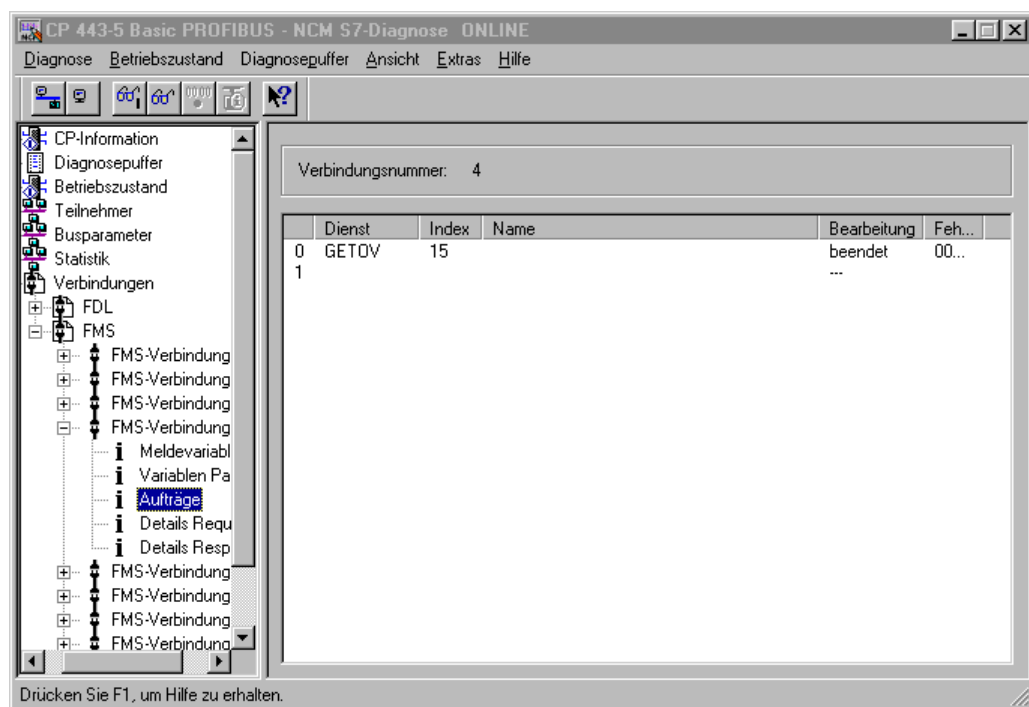 CP 443-5 Basic PROFIBUS - NCM S7-Diagnose ONLINE
Diagnose Betriebszustand Diagnosepuffer Ansicht Extras Hilfe
CP-Information
Diagnosepuffer
Betriebszustand
Teilnehmer
Busparameter
Statistik
Verbindungen
FDL
FMS
FMS-Verbindung
FMS-Verbindung
FMS-Verbindung
FMS-Verbindung
Meldevariabl
Variablen Pa
Aufträge
Details Requ
Details Resp
FMS-Verbindung
FMS-Verbindung
FMS-Verbindung
FMS-Verbindung
Verbindungsnummer: 4
Dienst Index Name Bearbeitung Feh...
0 GETOV 15 beendet 00...
1 ---
Drücken Sie F1, um Hilfe zu erhalten.